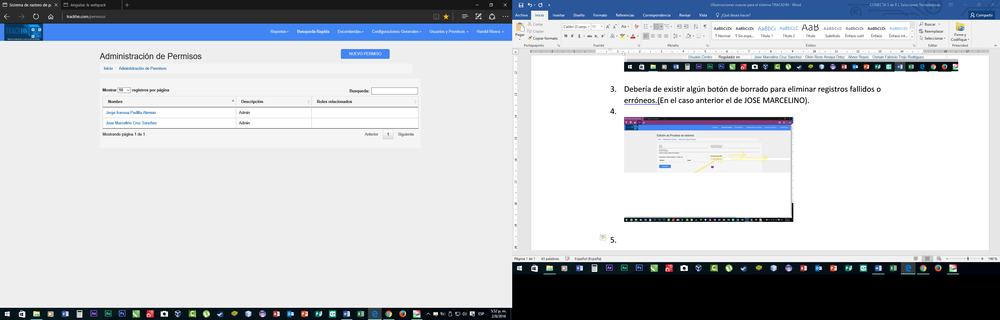 Sistema de rastreo de pa
Anguilar & webpack
trackhn.com/permisos
TRACKHN
Reportes
Busqueda Rapida
Encomiendas
Configuraciones Generales
Usuarios y Permisos
Harold Rivera
Administración de Permisos
NUEVO PERMISO
Inicio / Administración de Permisos
Mostrar 10 registros por página
Busqueda:
Nombre Descripción Roles relacionados
Jorge fransua Padilla Aleman Admin
Jose Marcelino Cruz Sanchez Admin
Mostrando página 1 de 1
Anterior 1 Siguiente
ESP
5:52 p. m.
2/8/2016
Observaciones nuevas para el sistema TRACKHN - Word
CONECTA S de R L Soluciones Tecnologicas.
Archivo Inicio Insertar Diseño Formato Referencias Correspondencia Revisar Vista ¿Qué desea hacer? Compartir
Pegar
Cortar
Copiar
Copiar formato
Portapapeles
Calibri (Cuerpo 11
N K S abc x₂ x²
Fuente
Párrafo
AaBbCcDc AaBbCcDc AaBbCc AaBbCcC AaB AaBbCcD AaBbCcDc AaBbCcDc AaBbCcDc
¶ Normal ¶ Sin espa... Título 1 Título 2 Título Subtítulo Énfasis sutil Énfasis Énfasis int...
Estilos
Buscar
Reemplazar
Seleccionar
Editar
Firme y
Codifique
Privacidad
Usuario Centro Regulador en Jose Marcelino Cruz Sanchez Olvin Rene Amaya Ortez Abner Reyes Osman Fabricio Trejo Rodriguez
3. Debería de existir algún botón de borrado para eliminar registros fallidos o
erróneos.(En el caso anterior el de JOSE MARCELINO).
4.
Edición de Pruebas de sistema
5.
Página 1 de 1 43 palabras Español (España) 190 %